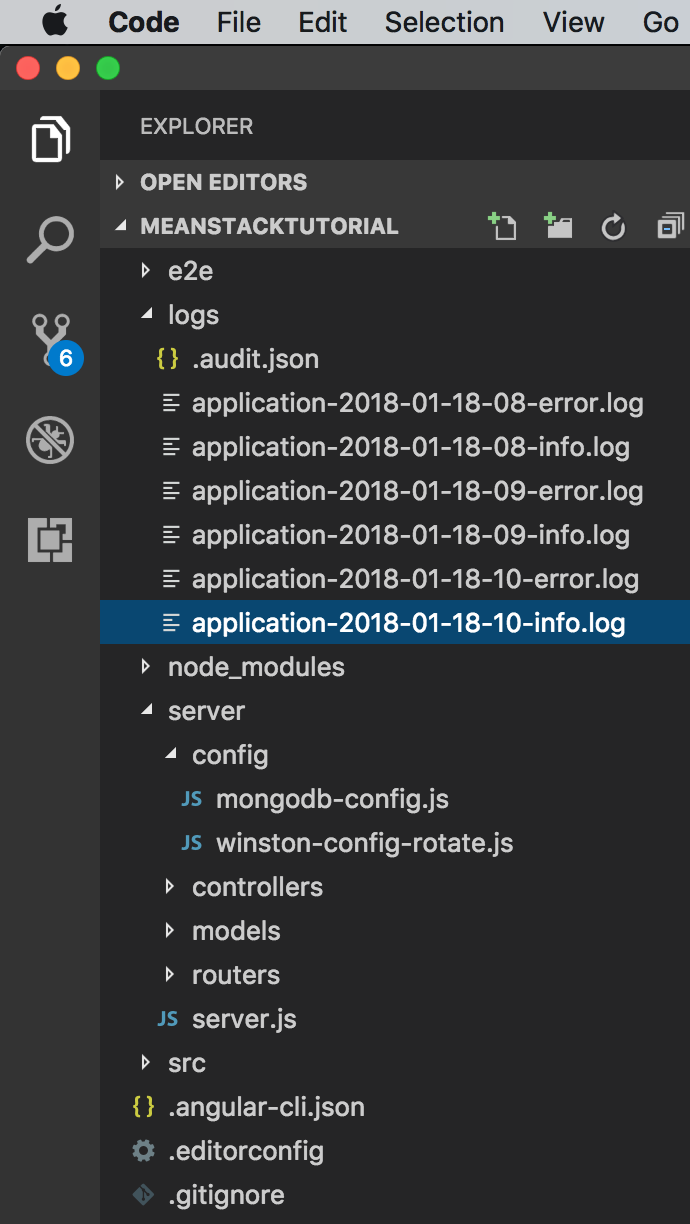 Code File Edit Selection View Go
EXPLORER
OPEN EDITORS
MEANSTACKTUTORIAL
e2e
logs
{ } .audit.json
application-2018-01-18-08-error.log
application-2018-01-18-08-info.log
application-2018-01-18-09-error.log
application-2018-01-18-09-info.log
application-2018-01-18-10-error.log
application-2018-01-18-10-info.log
6
node_modules
server
config
JS mongodb-config.js
JS winston-config-rotate.js
controllers
models
routers
JS server.js
src
{ } .angular-cli.json
.editorconfig
.gitignore